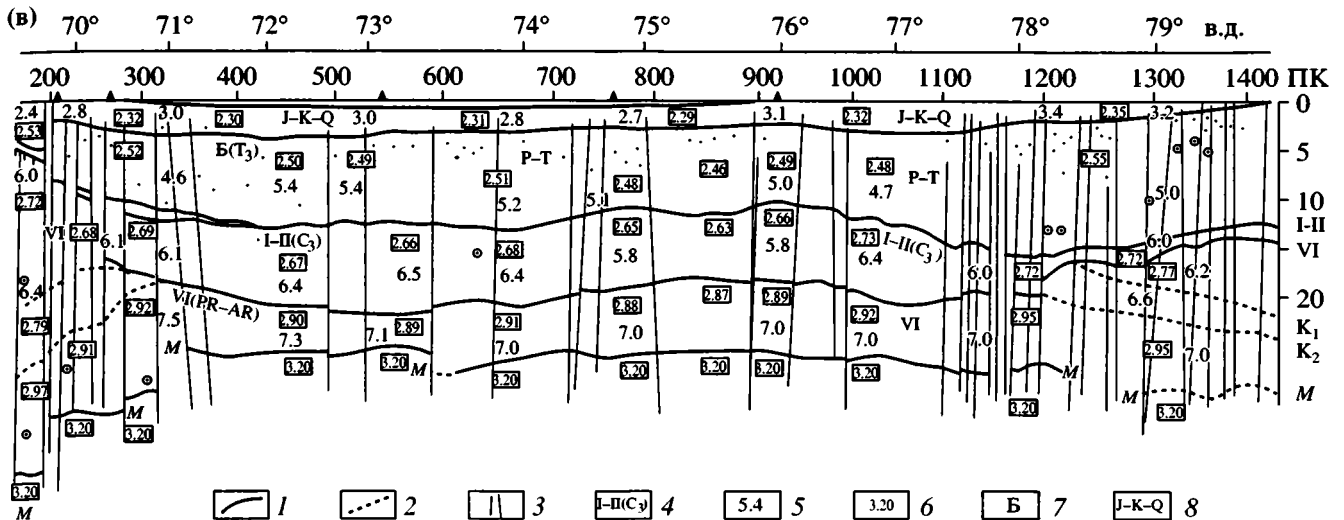 (в)
70° 71° 72° 73° 74° 75° 76° 77° 78° 79° в.д.
200 300 400 500 600 700 800 900 1000 1100 1200 1300 1400 ПК
2.4 2.8 2.32 3.0 2.30 J–K–Q 3.0 2.31 2.8 2.7 2.29 3.1 2.32 J–K–Q 3.4 2.35 3.2 0
2.53 2.52 Б(T₃) 2.50 2.49 P–T 2.46 2.49 2.48 2.55 5
6.0 4.6 5.4 5.4 2.51 2.48 5.0 4.7 P–T
2.72 5.2 5.1 5.0 10
VI 2.68 6.1 2.69 I–II(C₃) 2.66 2.68 2.65 2.63 2.66 2.73 I–II(C₃) 6.0 I–II
6.1 2.67 6.5 6.4 5.8 5.8 6.4 6.0 2.72 2.72 2.77 6.2 VI
6.4 6.4 6.6
2.79 VI(PR–AR) 2.92 2.90 2.89 2.91 2.88 2.87 2.89 2.92 VI 2.95 20
7.5 7.3 7.1 7.0 7.0 7.0 7.0 7.0 K₁
2.91 M 2.95 7.0 K₂
2.97 3.20 3.20 M 3.20 3.20 3.20 3.20 3.20 M M
M 3.20 3.20
3.20 3.20
3.20
M
1 2 3 I–II(C₃) 4 5.4 5 3.20 6 Б 7 J–K–Q 8